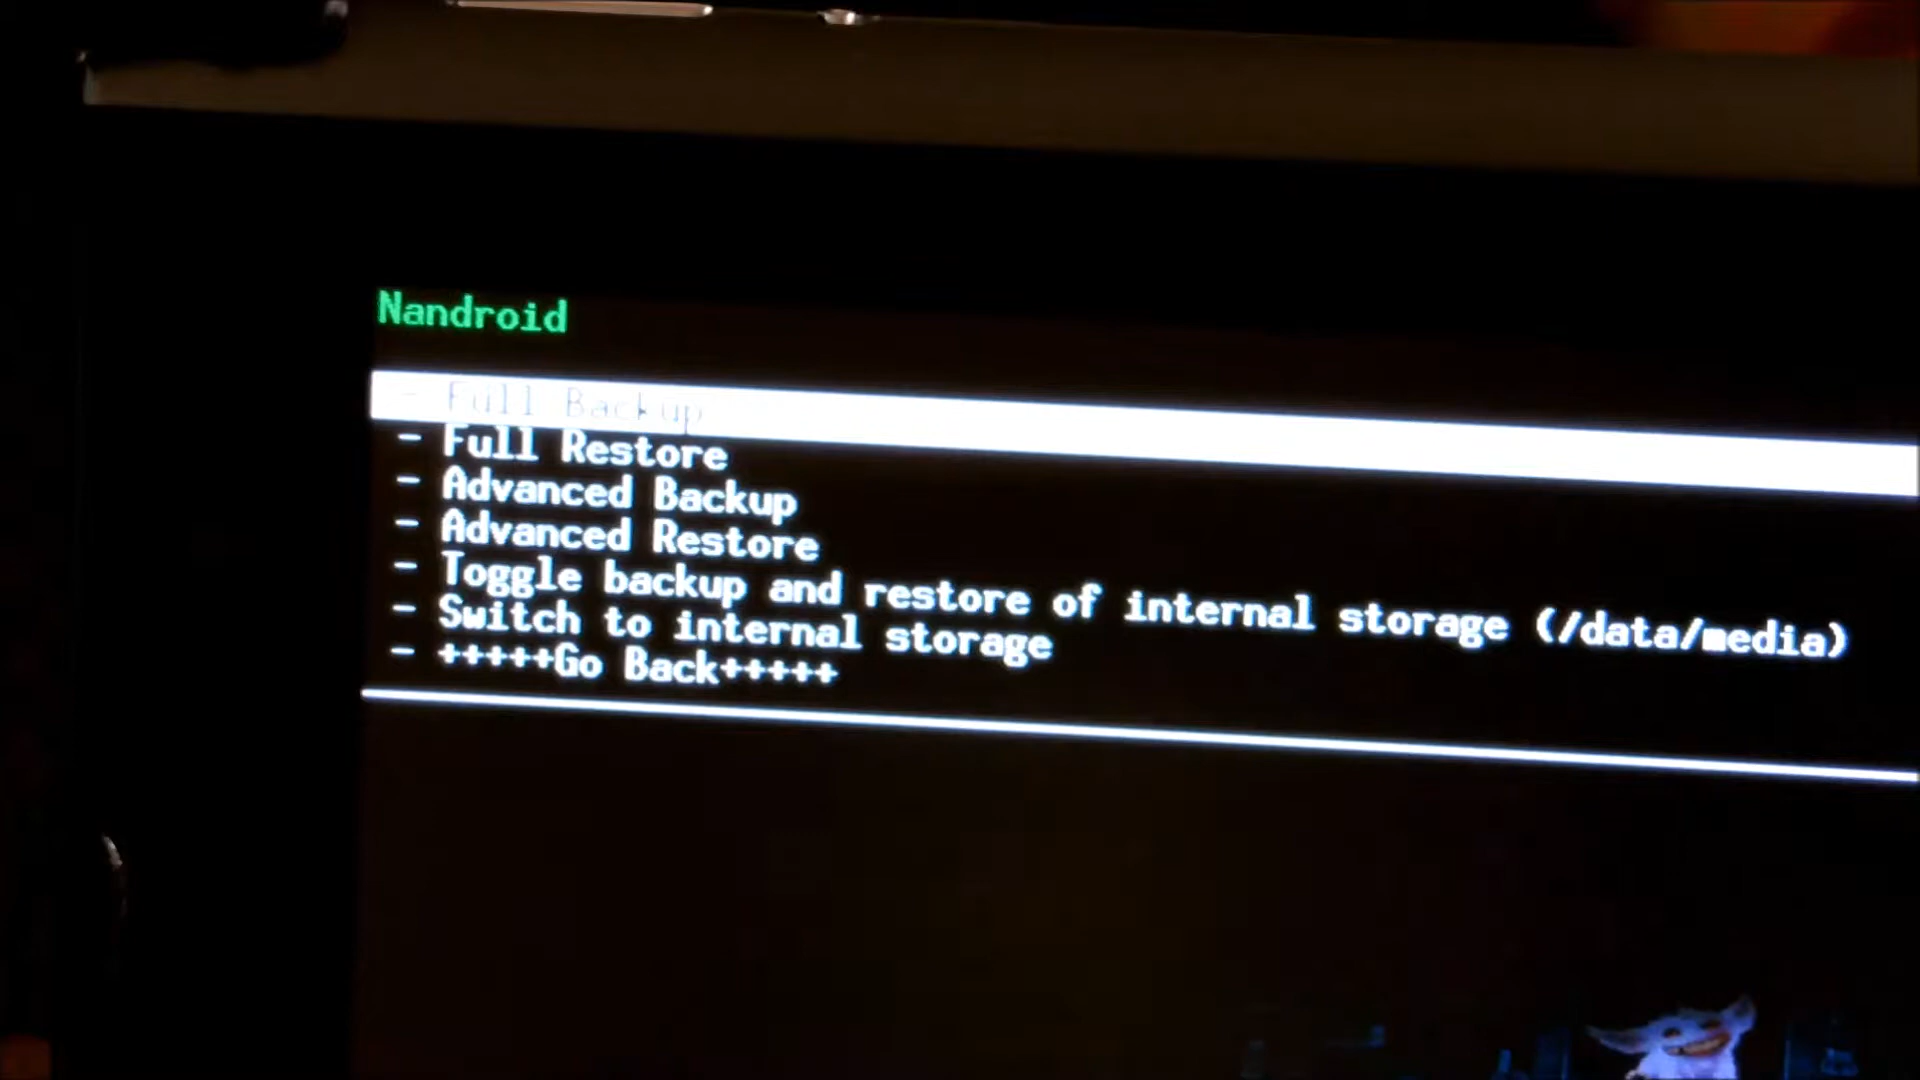 Nandroid
- Full Backup
- Full Restore
- Advanced Backup
- Advanced Restore
- Toggle backup and restore of internal storage (/data/media)
- Switch to internal storage
- +++++Go Back+++++